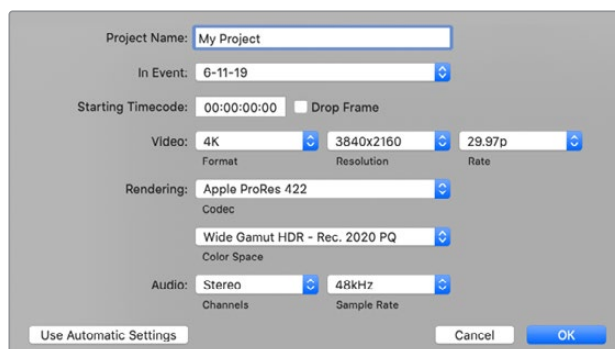 Project Name: My Project
In Event: 6-11-19
Starting Timecode: 00:00:00:00 Drop Frame
Video: 4K 3840x2160 29.97p
Format Resolution Rate
Rendering: Apple ProRes 422
Codec
Wide Gamut HDR - Rec. 2020 PQ
Color Space
Audio: Stereo 48kHz
Channels Sample Rate
Use Automatic Settings Cancel OK